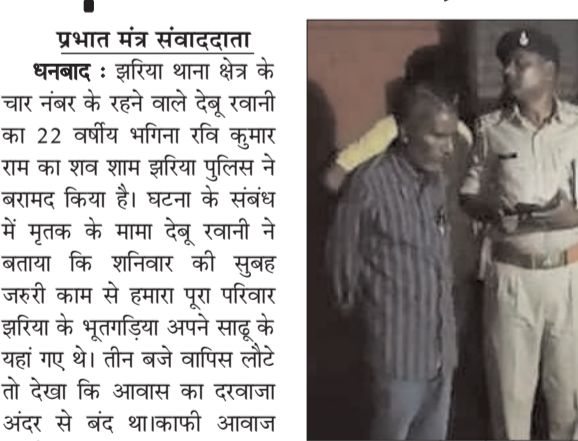 प्रभात मंत्र संवाददाता
धनबाद : झरिया थाना क्षेत्र के
चार नंबर के रहने वाले देबू रवानी
का 22 वर्षीय भगिना रवि कुमार
राम का शव शाम झरिया पुलिस ने
बरामद किया है। घटना के संबंध
में मृतक के मामा देबू रवानी ने
बताया कि शनिवार की सुबह
जरुरी काम से हमारा पूरा परिवार
झरिया के भूतगड़िया अपने साढू के
यहां गए थे। तीन बजे वापिस लौटे
तो देखा कि आवास का दरवाजा
अंदर से बंद था।काफी आवाज